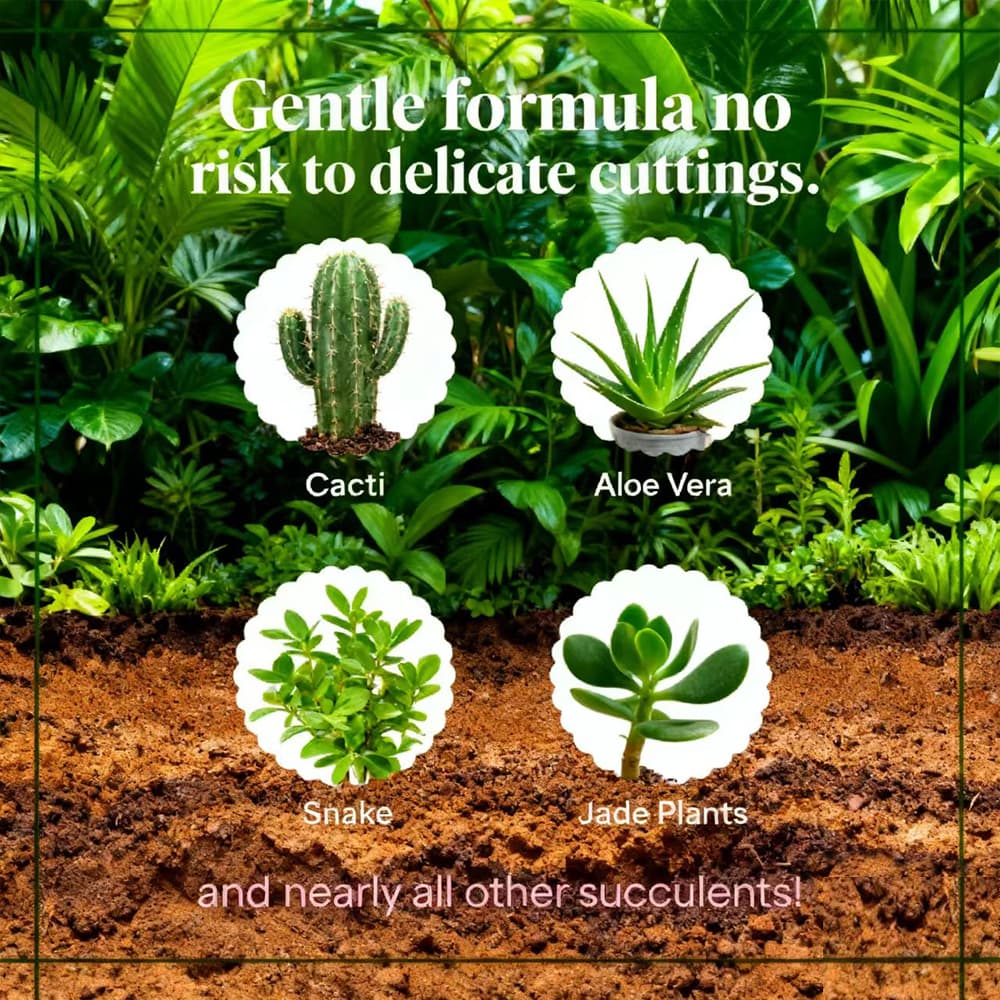 Gentle formula no
risk to delicate cuttings.
Cacti
Aloe Vera
Snake
Jade Plants
and nearly all other succulents!